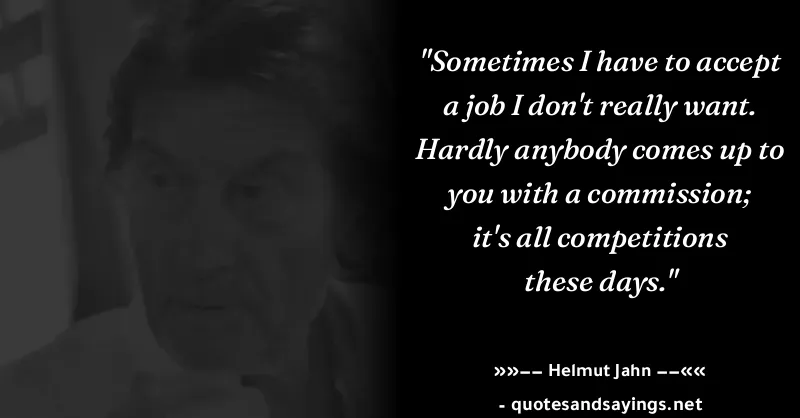 "Sometimes I have to accept
a job I don't really want.
Hardly anybody comes up to
you with a commission;
it's all competitions
these days."
»»−− Helmut Jahn −−««
- quotesandsayings.net